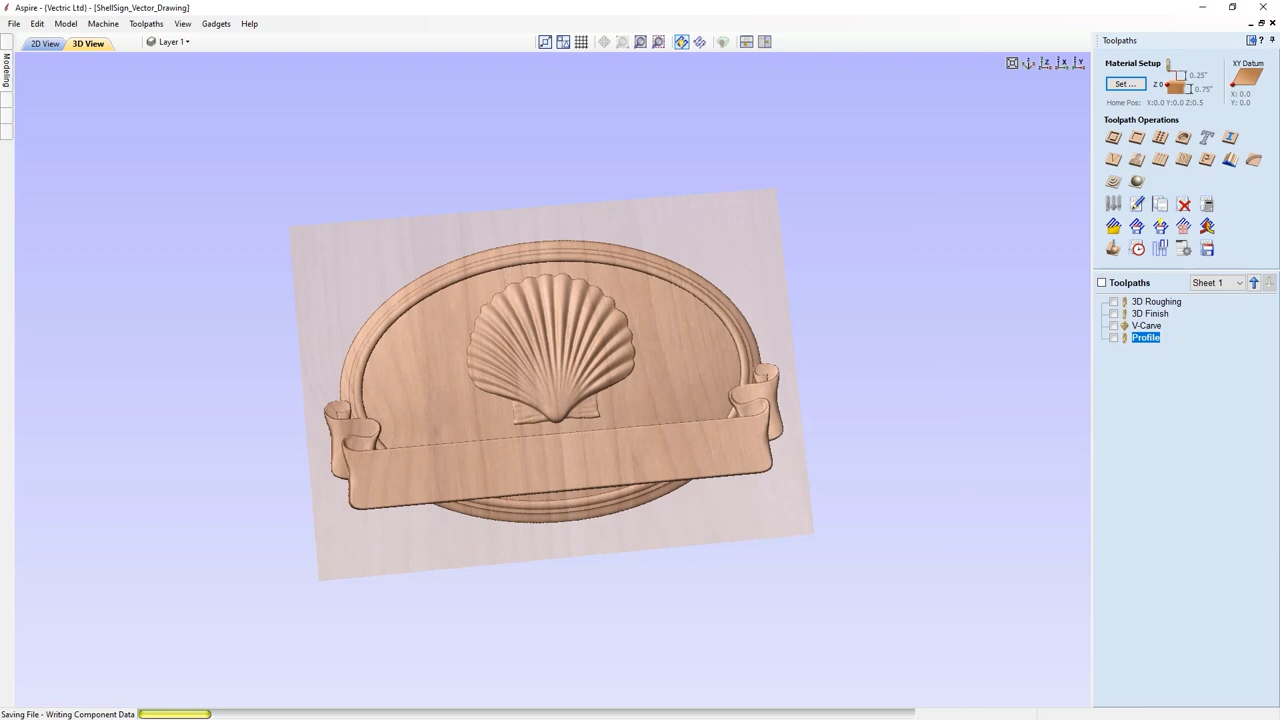 Aspire - {Vectric Ltd} - [ShellSign_Vector_Drawing]
File Edit Model Machine Toolpaths View Gadgets Help
2D View 3D View Layer 1
Modeling
Toolpaths
Material Setup
XY Datum
0.25"
Set ...
Z 0
0.75"
X: 0.0
Y: 0.0
Home Pos: X:0.0 Y:0.0 Z:0.5
Toolpath Operations
Toolpaths Sheet 1
3D Roughing
3D Finish
V-Carve
Profile
Saving File - Writing Component Data